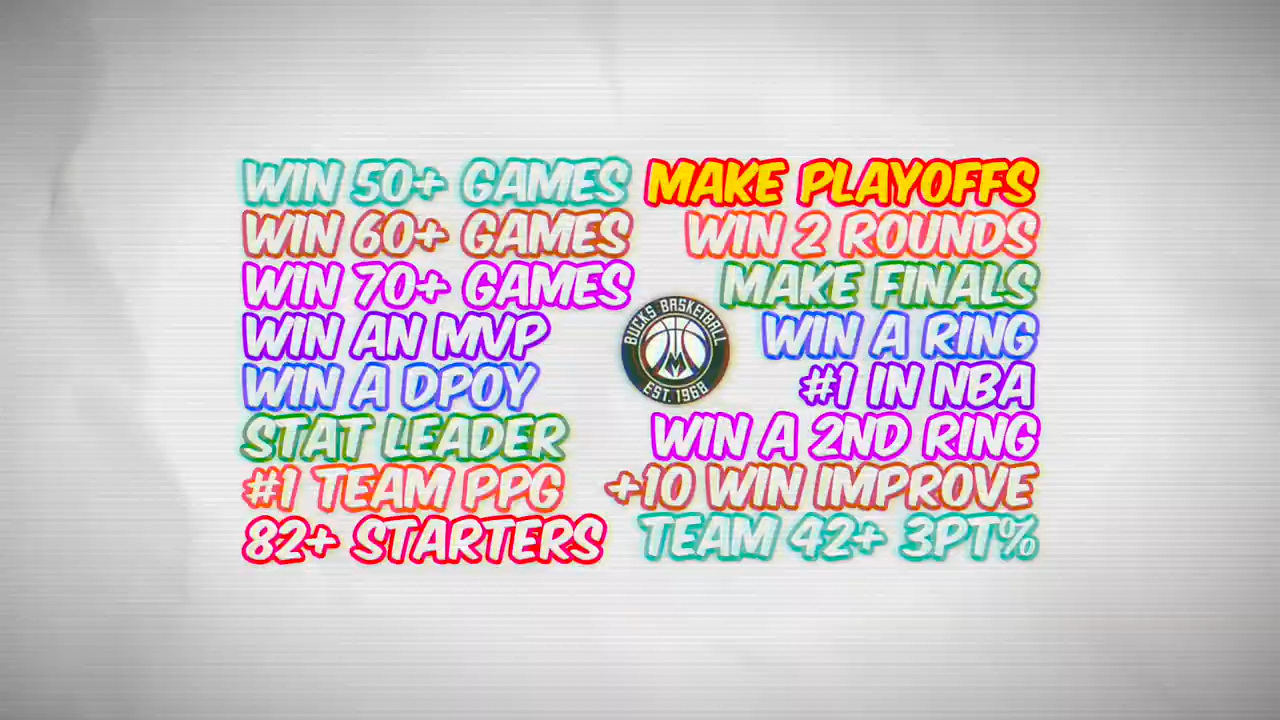 WIN 50+ GAMES
WIN 60+ GAMES
WIN 70+ GAMES
WIN AN MVP
WIN A DPOY
STAT LEADER
#1 TEAM PPG
82+ STARTERS
BUCKS BASKETBALL
EST. 1968
MAKE PLAYOFFS
WIN 2 ROUNDS
MAKE FINALS
WIN A RING
#1 IN NBA
WIN A 2ND RING
+10 WIN IMPROVE
TEAM 42+ 3PT%